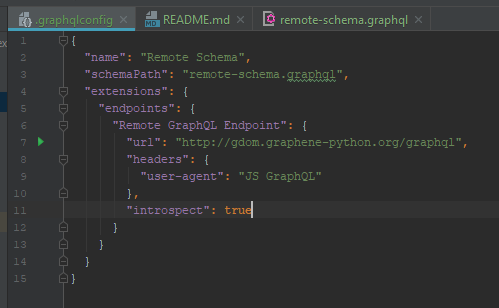 .graphqlconfig README.md remote-schema.graphql
1 {
2 "name": "Remote Schema",
3 "schemaPath": "remote-schema.graphql",
4 "extensions": {
5 "endpoints": {
6 "Remote GraphQL Endpoint": {
7 "url": "http://gdom.graphene-python.org/graphql",
8 "headers": {
9 "user-agent": "JS GraphQL"
10 },
11 "introspect": true
12 }
13 }
14 }
15 }